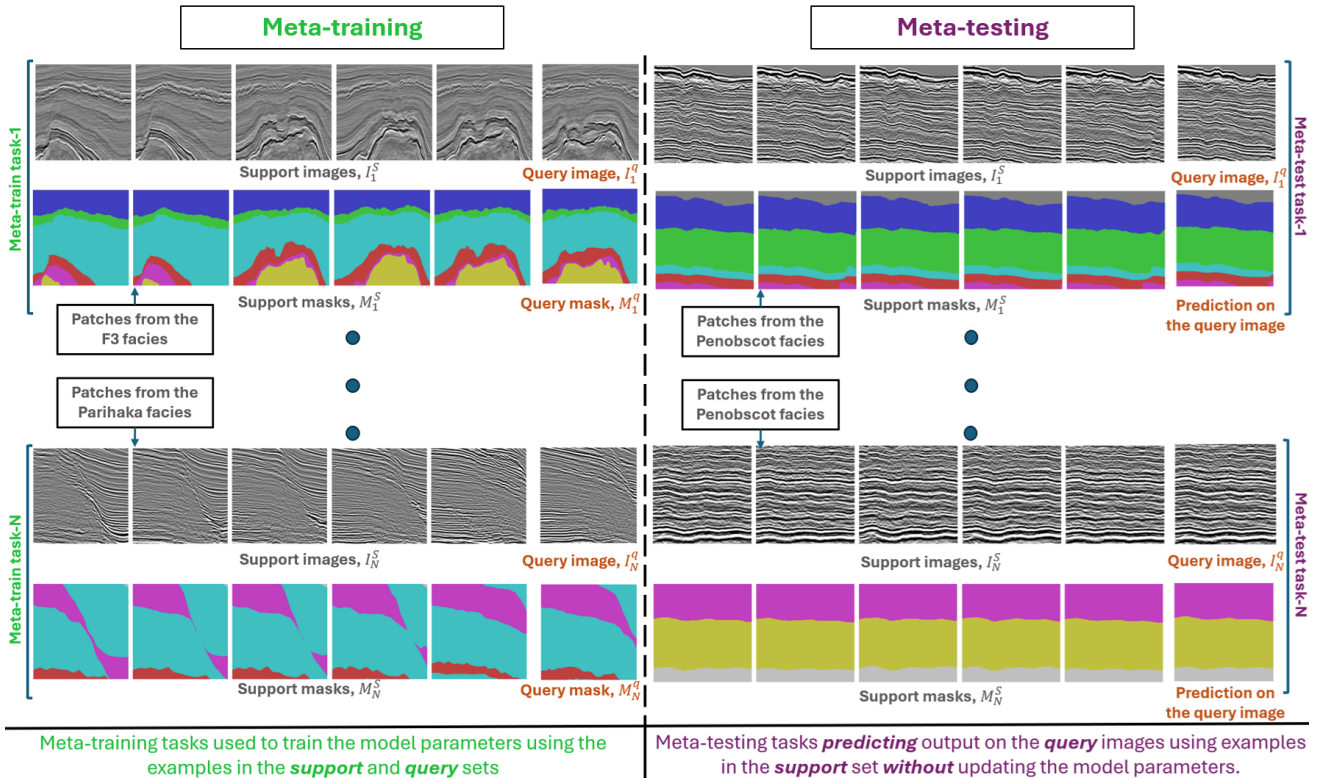 Meta-training
Meta-train task-1
Support images, I_1^S
Query image, I_1^q
Support masks, M_1^S
Query mask, M_1^q
Patches from the
F3 facies
Patches from the
Parihaka facies
Meta-train task-N
Support images, I_N^S
Query image, I_N^q
Support masks, M_N^S
Query mask, M_N^q
Meta-training tasks used to train the model parameters using the
examples in the support and query sets
Meta-testing
Meta-test task-1
Support images, I_1^S
Query image, I_1^q
Support masks, M_1^S
Prediction on
the query image
Patches from the
Penobscot facies
Patches from the
Penobscot facies
Meta-test task-N
Support images, I_N^S
Query image, I_N^q
Support masks, M_N^S
Prediction on
the query image
Meta-testing tasks predicting output on the query images using examples
in the support set without updating the model parameters.